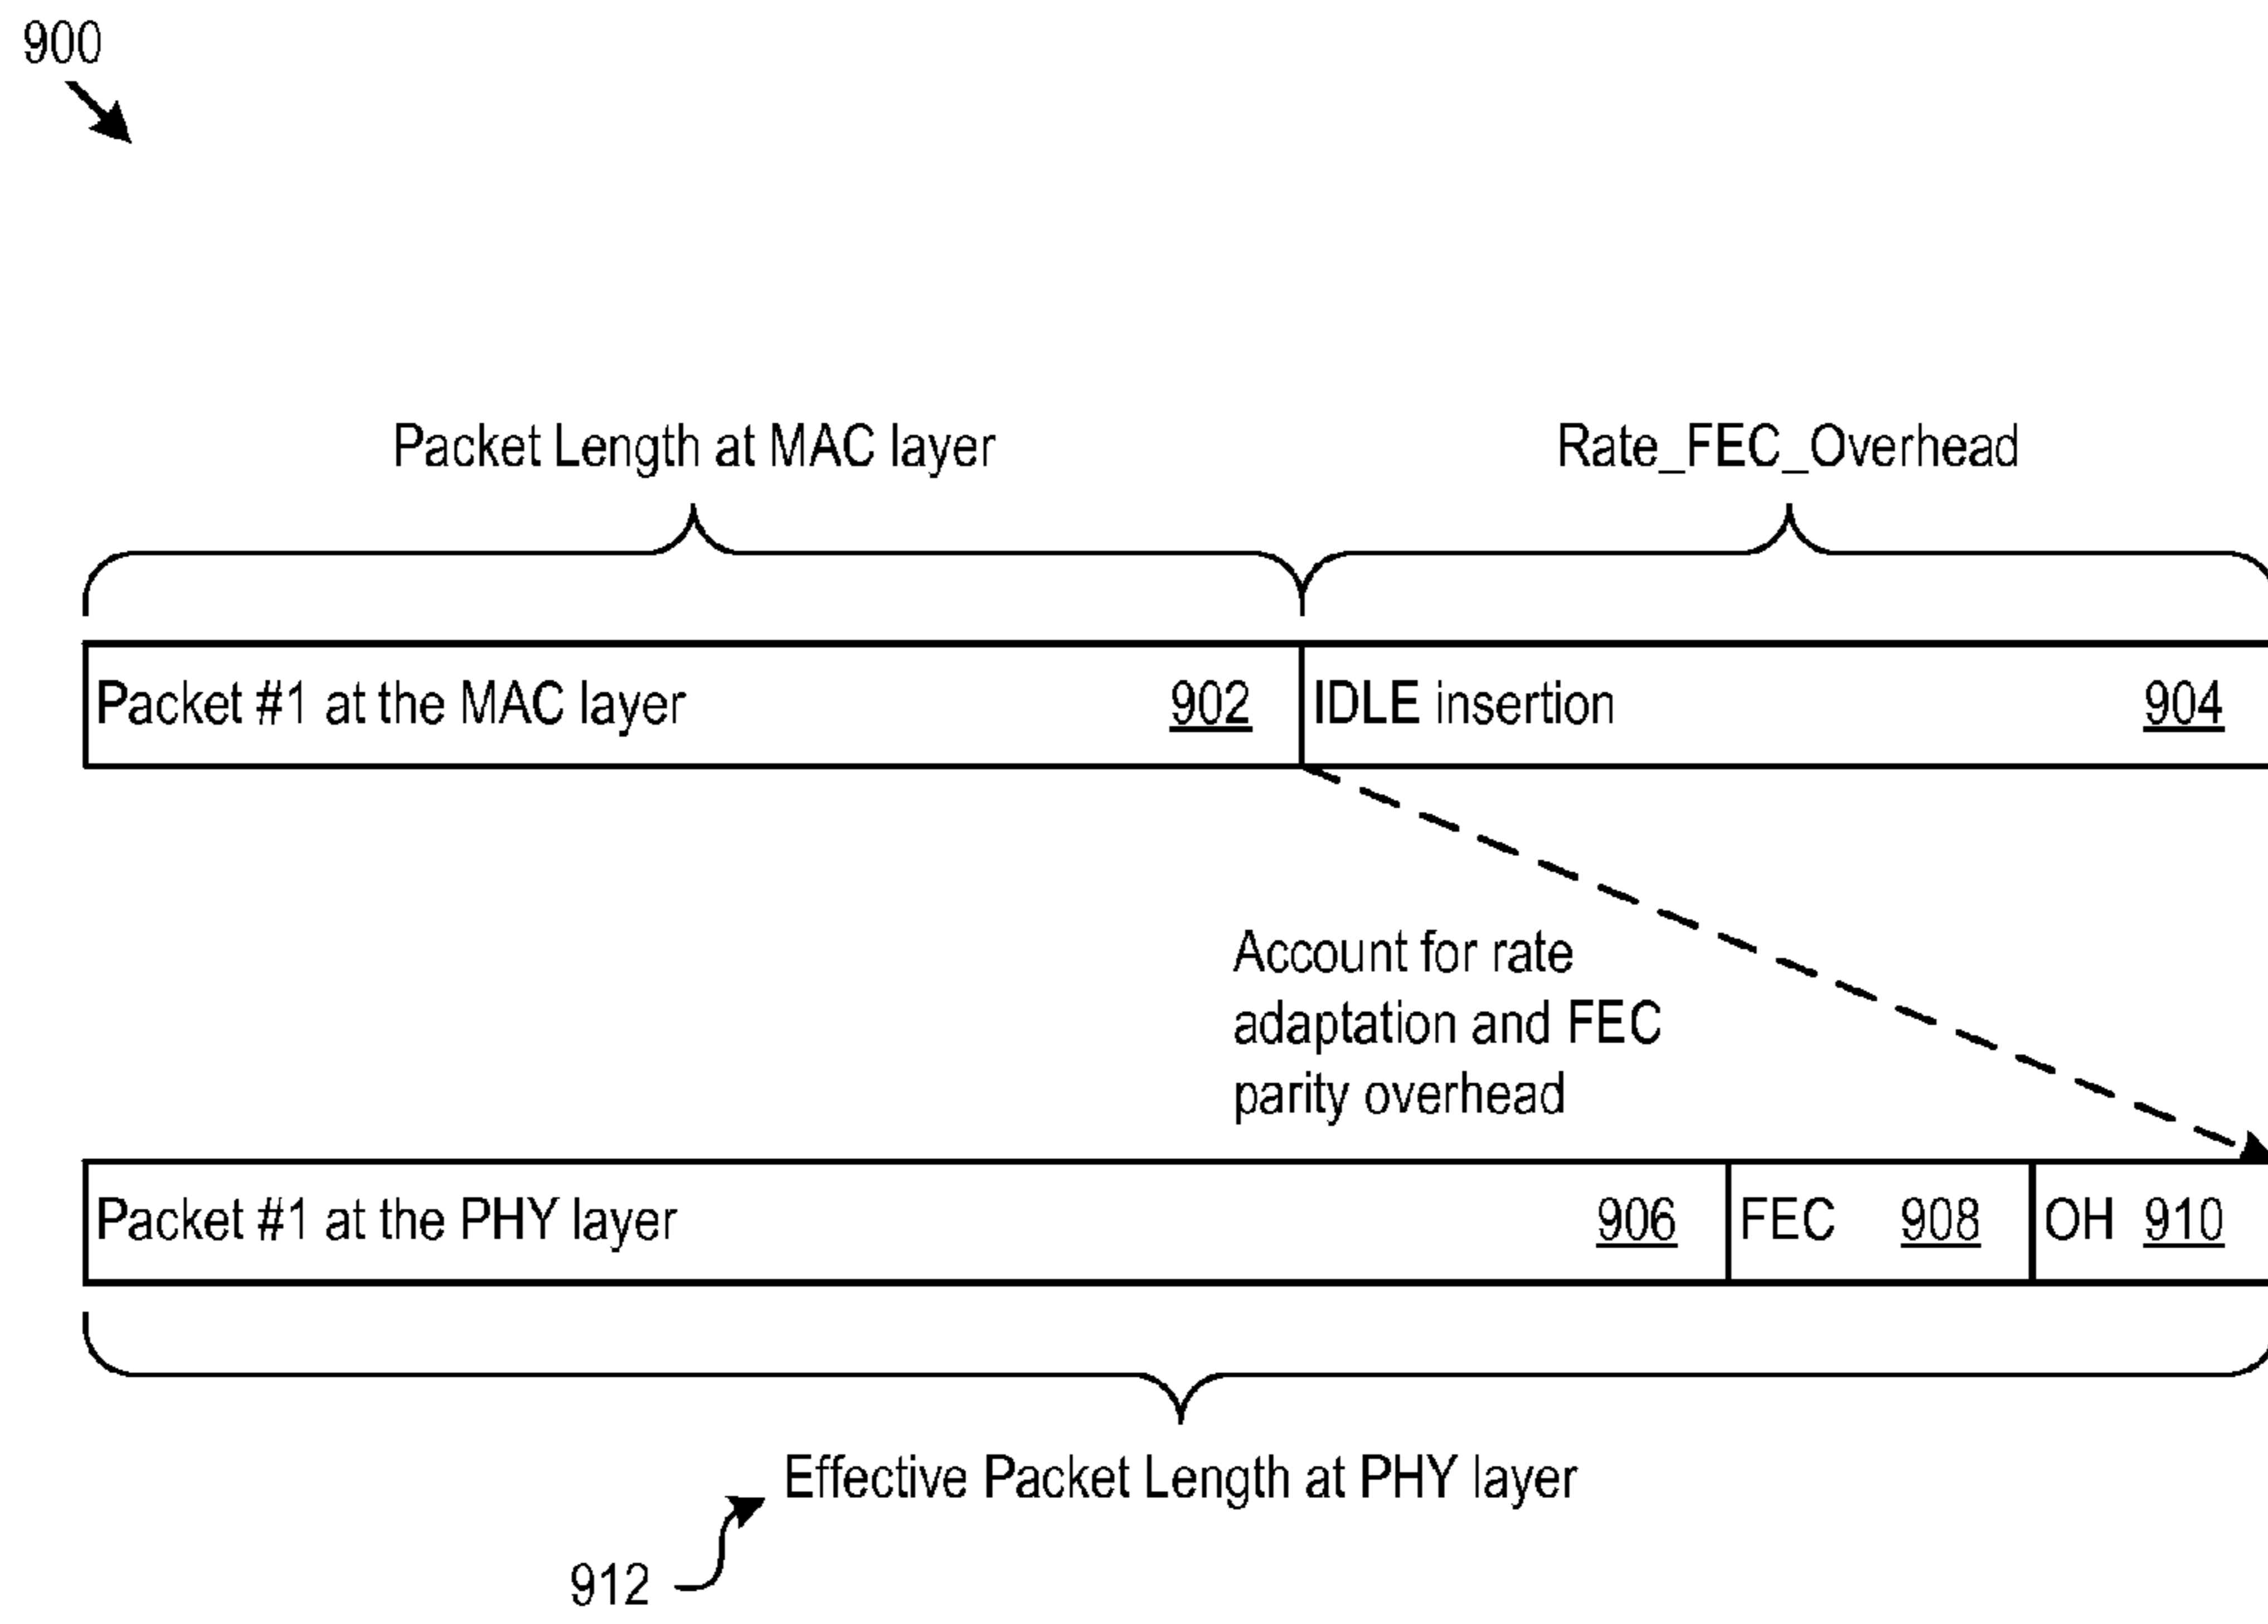 900
Packet Length at MAC layer
Rate_FEC_Overhead
Packet #1 at the MAC layer 902
IDLE insertion 904
Account for rate
adaptation and FEC
parity overhead
Packet #1 at the PHY layer 906
FEC 908
OH 910
Effective Packet Length at PHY layer
912